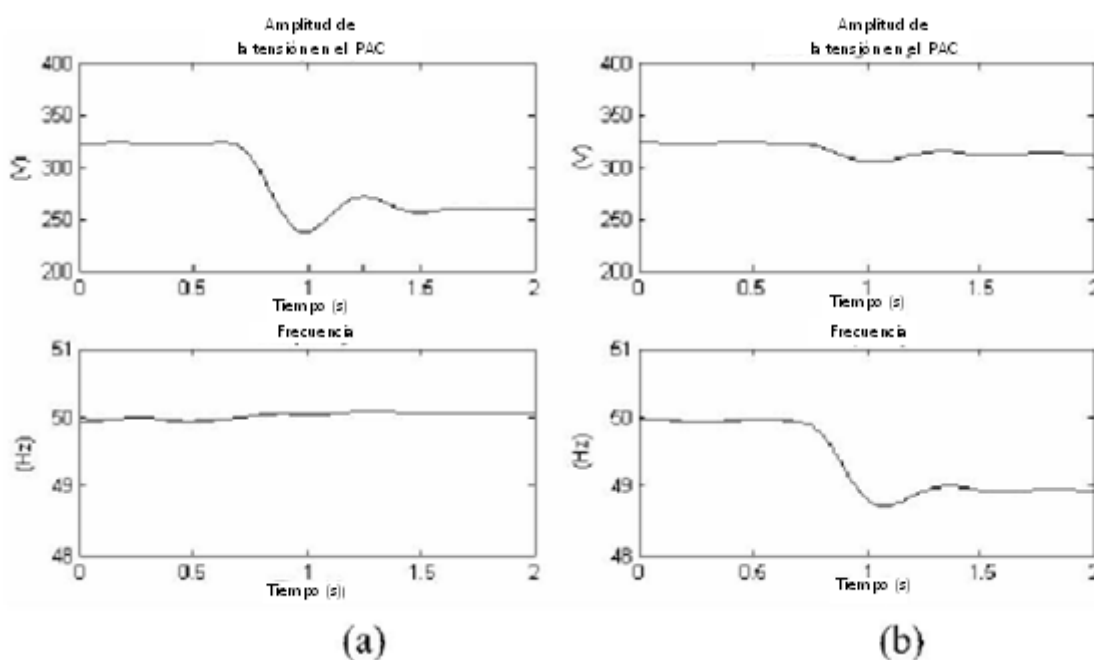 Amplitud de
la tensión en el PAC
400
350
300
250
200
(V)
0
0.5
1
1.5
2
Tiempo (s)
Frecuencia
51
50
49
48
(Hz)
0
0.5
1
1.5
2
Tiempo (s))
(a)
Amplitud de
la tensjón en el PAC
400
350
300
250
200
(V)
0
0.5
1
1.5
2
Tiempo (s)
Frecuencia
51
50
49
48
(Hz)
0
0.5
1
1.5
2
Tiempo (s)
(b)